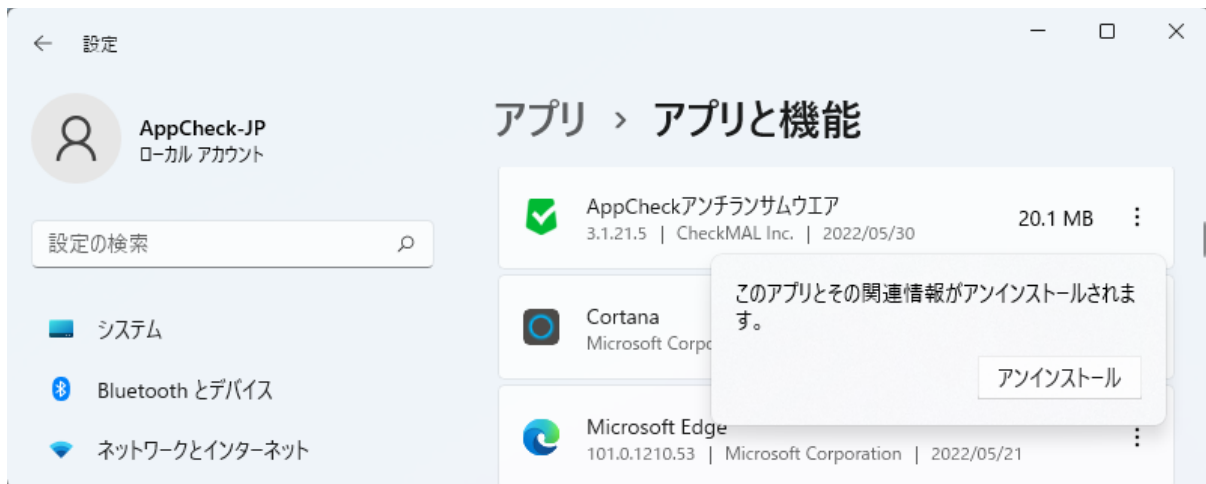 設定
AppCheck-JP
ローカル アカウント
設定の検索
システム
Bluetooth とデバイス
ネットワークとインターネット
アプリ › アプリと機能
AppCheckアンチランサムウエア
3.1.21.5 | CheckMAL Inc. | 2022/05/30
20.1 MB
Cortana
Microsoft Corpo
このアプリとその関連情報がアンインストールされま
す。
アンインストール
Microsoft Edge
101.0.1210.53 | Microsoft Corporation | 2022/05/21